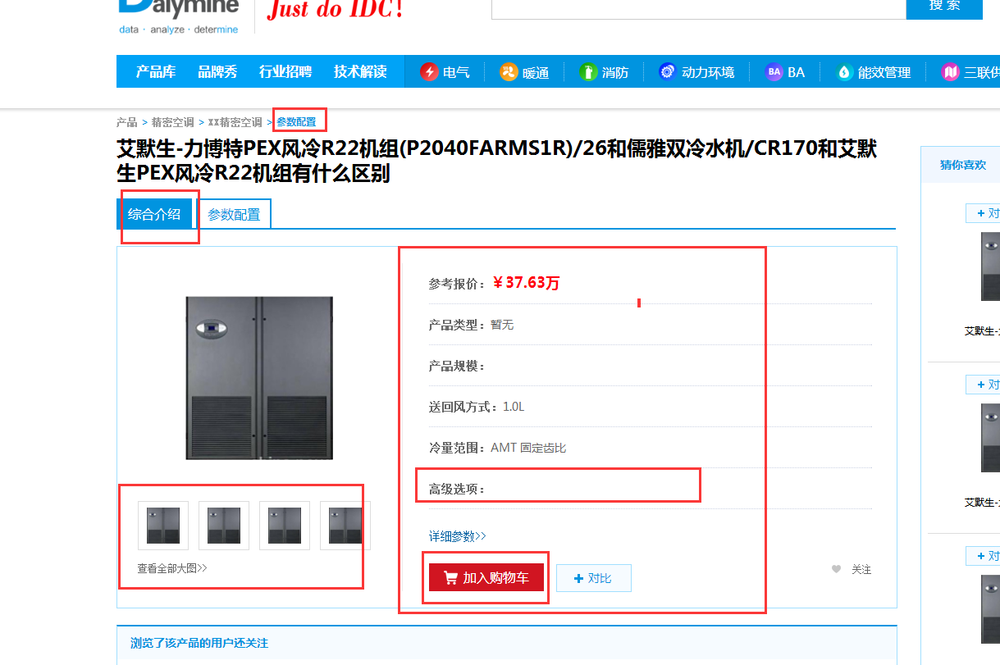 Dalymine
Just do IDC!
搜 索
data · analyze · determine
产品库 品牌秀 行业招聘 技术解读 电气 暖通 消防 动力环境 BA BA 能效管理 三联供
产品 > 精密空调 > xx精密空调 > 参数配置
艾默生-力博特PEX风冷R22机组(P2040FARMS1R)/26和儒雅双冷水机/CR170和艾默
生PEX风冷R22机组有什么区别
综合介绍 参数配置
参考报价： ¥ 37.63万
产品类型：暂无
产品规模：
送回风方式：1.0L
冷量范围：AMT 固定齿比
高级选项：
详细参数>>
查看全部大图>>
加入购物车 + 对比
关注
浏览了该产品的用户还关注
猜你喜欢
+ 对
艾默生-
+ 对
艾默生-
+ 对